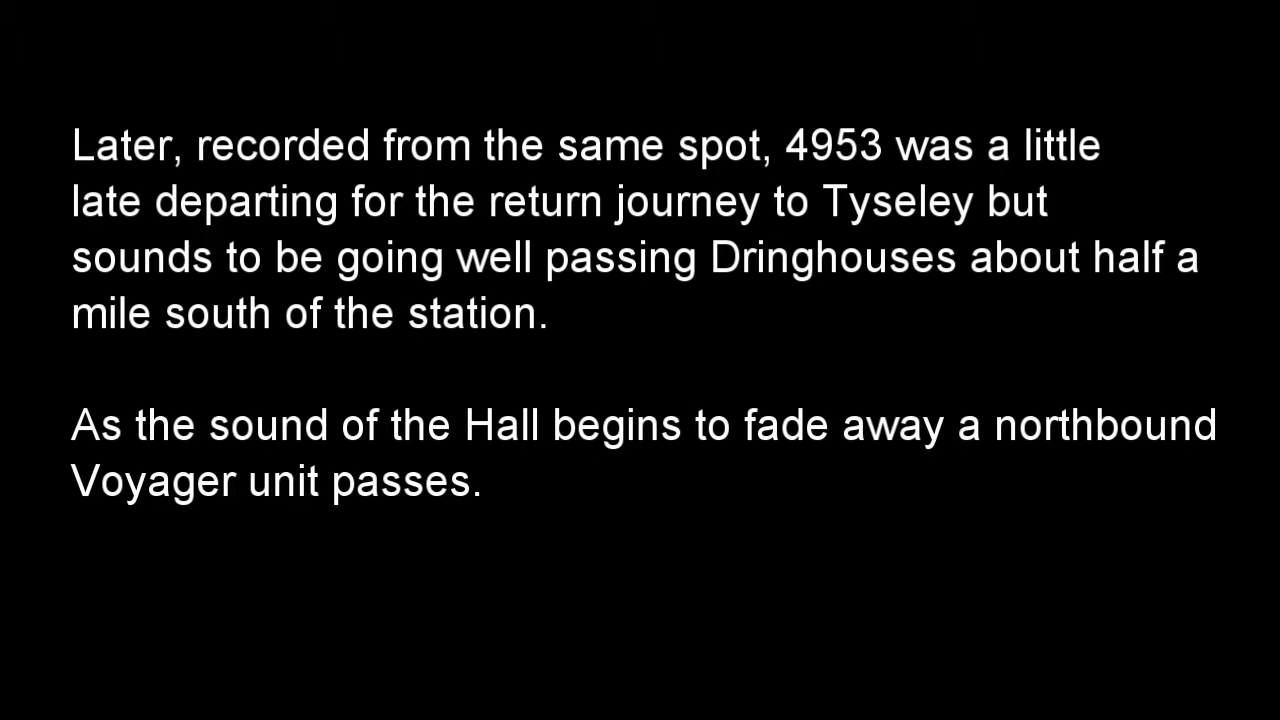 Later, recorded from the same spot, 4953 was a little
late departing for the return journey to Tyseley but
sounds to be going well passing Dringhouses about half a
mile south of the station.
As the sound of the Hall begins to fade away a northbound
Voyager unit passes.